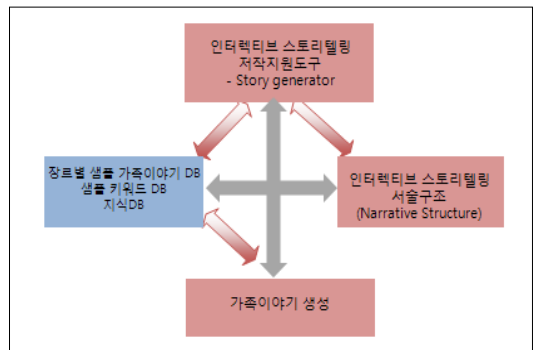 인터렉티브 스토리텔링
저작지원도구
- Story generator
장르별 샘플 가족이야기 DB
샘플 키워드 DB
지식DB
인터렉티브 스토리텔링
서술구조
(Narrative Structure)
가족이야기 생성